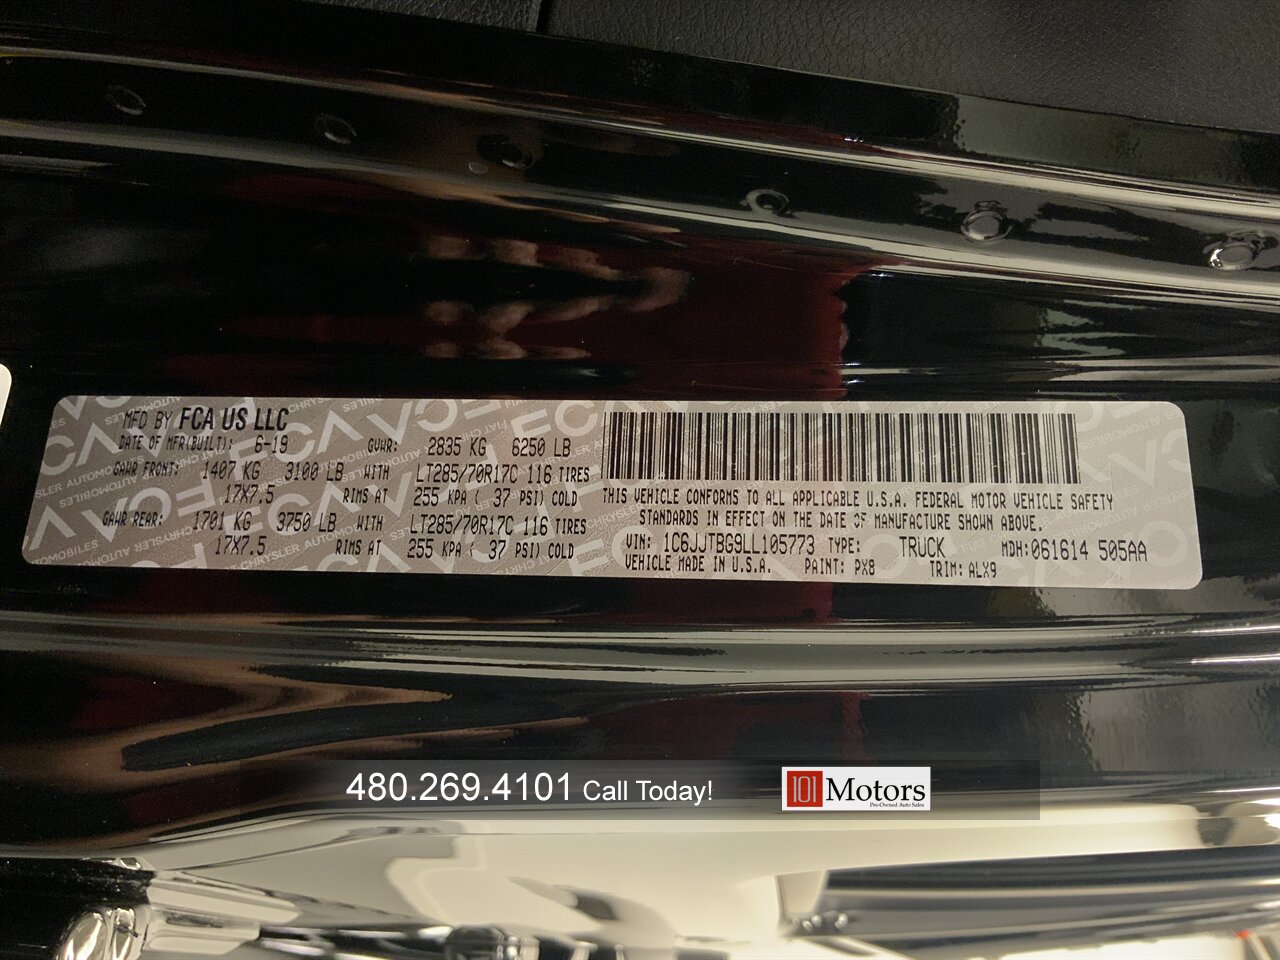 MFD BY FCA US LLC
DATE OF MFR(BUILT): 6-19 GVWR: 2835 KG 6250 LB
GAWR FRONT: 1407 KG 3100 LB WITH LT285/70R17C 116 TIRES
17X7.5 RIMS AT 255 KPA ( 37 PSI) COLD
GAWR REAR: 1701 KG 3750 LB WITH LT285/70R17C 116 TIRES
17X7.5 RIMS AT 255 KPA ( 37 PSI) COLD
THIS VEHICLE CONFORMS TO ALL APPLICABLE U.S.A. FEDERAL MOTOR VEHICLE SAFETY
STANDARDS IN EFFECT ON THE DATE OF MANUFACTURE SHOWN ABOVE.
VIN: 1C6JJTBG9LL105773 TYPE: TRUCK MDH:061614 505AA
VEHICLE MADE IN U.S.A. PAINT: PX8 TRIM: ALX9
480.269.4101 Call Today!
101 Motors
Pre-Owned Auto Sales